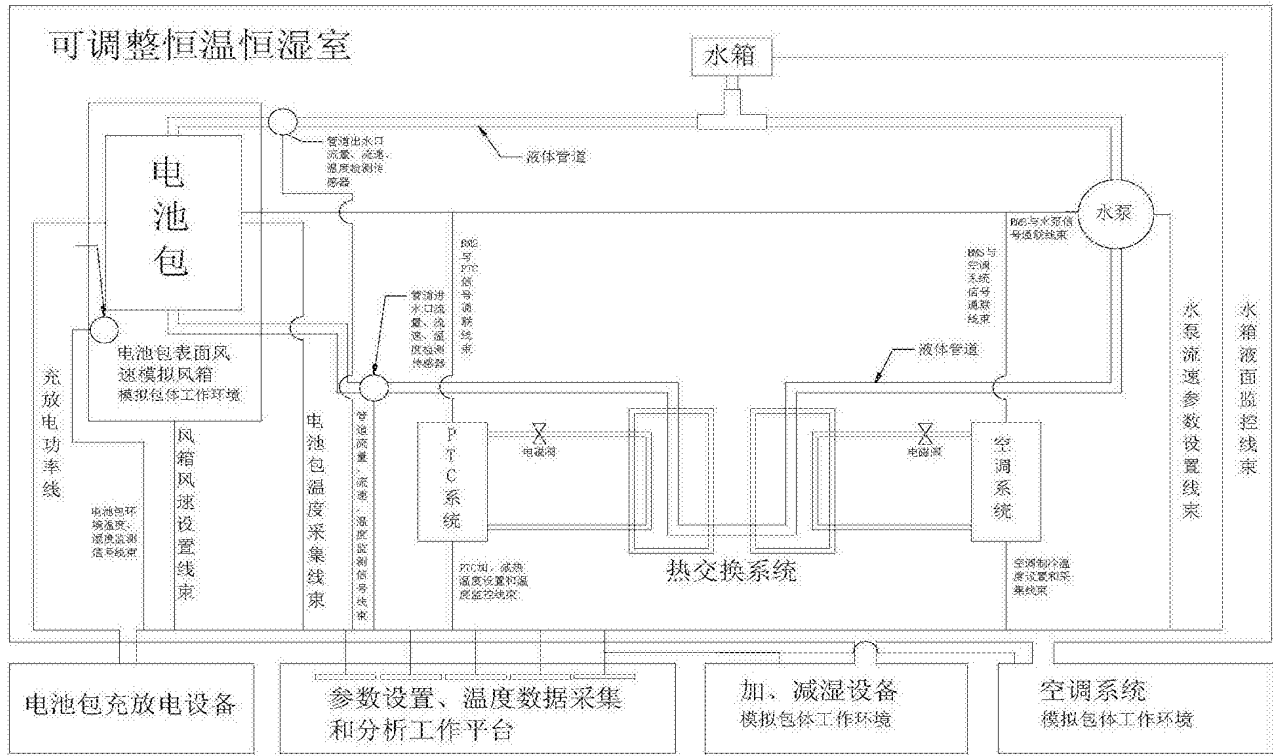 可调整恒温恒湿室
水箱
管道出水口
流量、流速、
温度检测传
感器
液体管道
电
池
包
水泵
BMS与水泵信
号通联线束
BMS
与
PTC
信
号
通
联
线
束
BMS与
空调
系统
信号
通联
线束
管道进
水口流
量、流
速、温
度检测
传感器
电池包表面风
速模拟风箱
模拟包体工作环境
液体管道
充放电功率线
电池包环
境温度、
湿度监测
信号线束
风箱风速设置线束
电池包温度采集线束
管道流量、流速、温度监测信号线束
PTC系统
电磁阀
电磁阀
空调系统
热交换系统
水泵流速参数设置线束
水箱液面监控线束
PTC加、减热
温度设置和温
度监控线束
空调制冷温
度设置和采
集线束
电池包充放电设备
参数设置、温度数据采集
和分析工作平台
加、减湿设备
模拟包体工作环境
空调系统
模拟包体工作环境